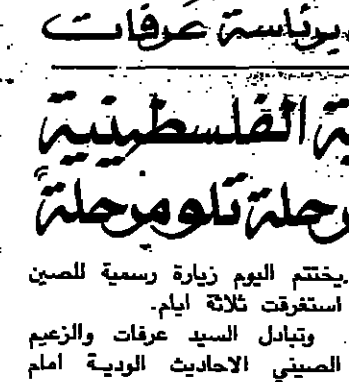 برئاسة عرفات
ة الفلسطينية
رحلة تلو مرحلة
يختتم اليوم زيارة رسمية للصين
استغرقت ثلاثة ايام.
وتبادل السيد عرفات والزعيم
الصيني الاحاديث الودية امام